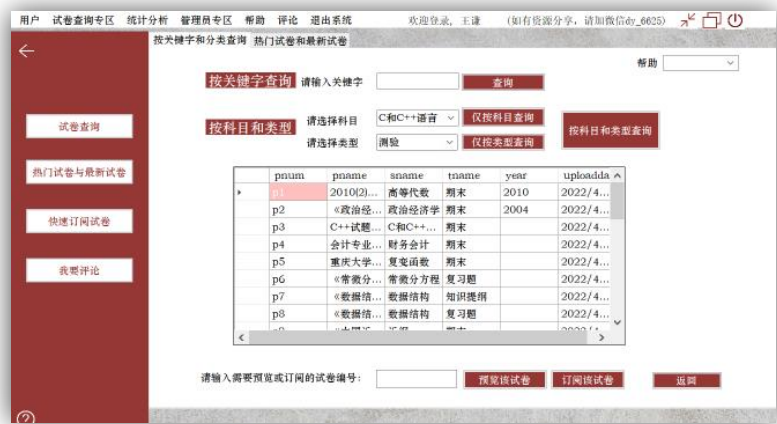 用户 试卷查询专区 统计分析 管理员专区 帮助 评论 退出系统 欢迎登录, 王谦 (如有资源分享, 请加微信dy_6625)
按关键字和分类查询 热门试卷和最新试卷
帮助
按关键字查询 请输入关键字 查询
试卷查询
按科目和类型 请选择科目 C和C++语言 仅按科目查询 按科目和类型查询
请选择类型 测验 仅按类型查询
热门试卷与最新试卷
快速订阅试卷
我要评论
pnum pname sname tname year uploadda
p1 2010(2)... 高等代数 期末 2010 2022/4...
p2 《政治经... 政治经济学 期末 2004 2022/4...
p3 C++试题... C和C++... 期末 2022/4...
p4 会计专业... 财务会计 期末 2022/4...
p5 重庆大学... 复变函数 期末 2022/4...
p6 《常微分... 常微分方程 复习题 2022/4...
p7 《数据结... 数据结构 知识提纲 2022/4...
p8 《数据结... 数据结构 复习题 2022/4...
请输入需要预览或订阅的试卷编号: 预览该试卷 订阅该试卷 返回